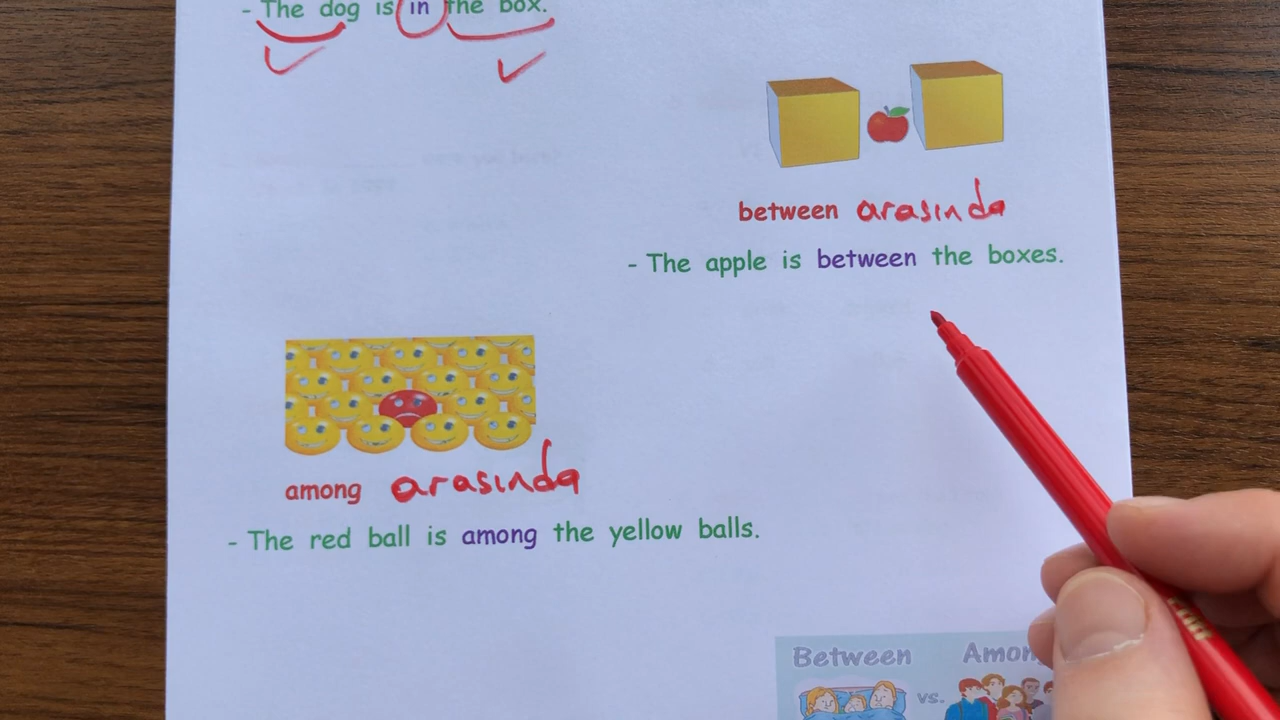 - The dog is in the box.
between arasında
- The apple is between the boxes.
among arasında
- The red ball is among the yellow balls.
Between
vs.